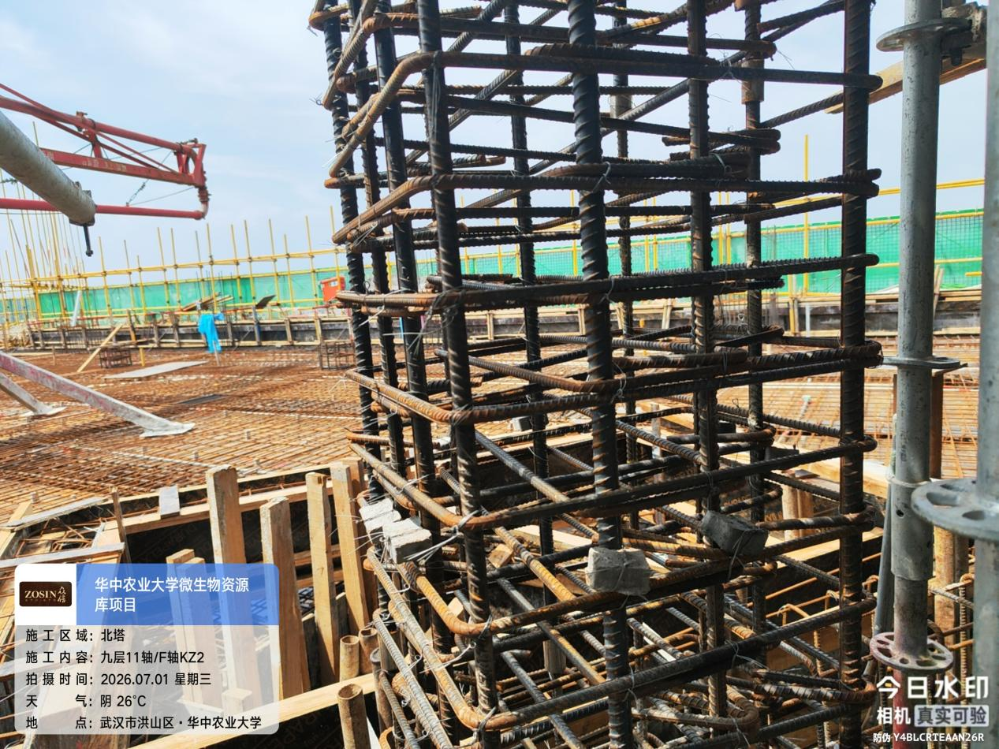 ZOSIN 众信
华中农业大学微生物资源
库项目
施工区域：北塔
施工内容：九层11轴/F轴KZ2
拍摄时间：2026.07.01 星期三
天气：阴 26°C
地点：武汉市洪山区·华中农业大学
今日水印
相机 真实可验
防伪 Y4BLCRTEAAN26R